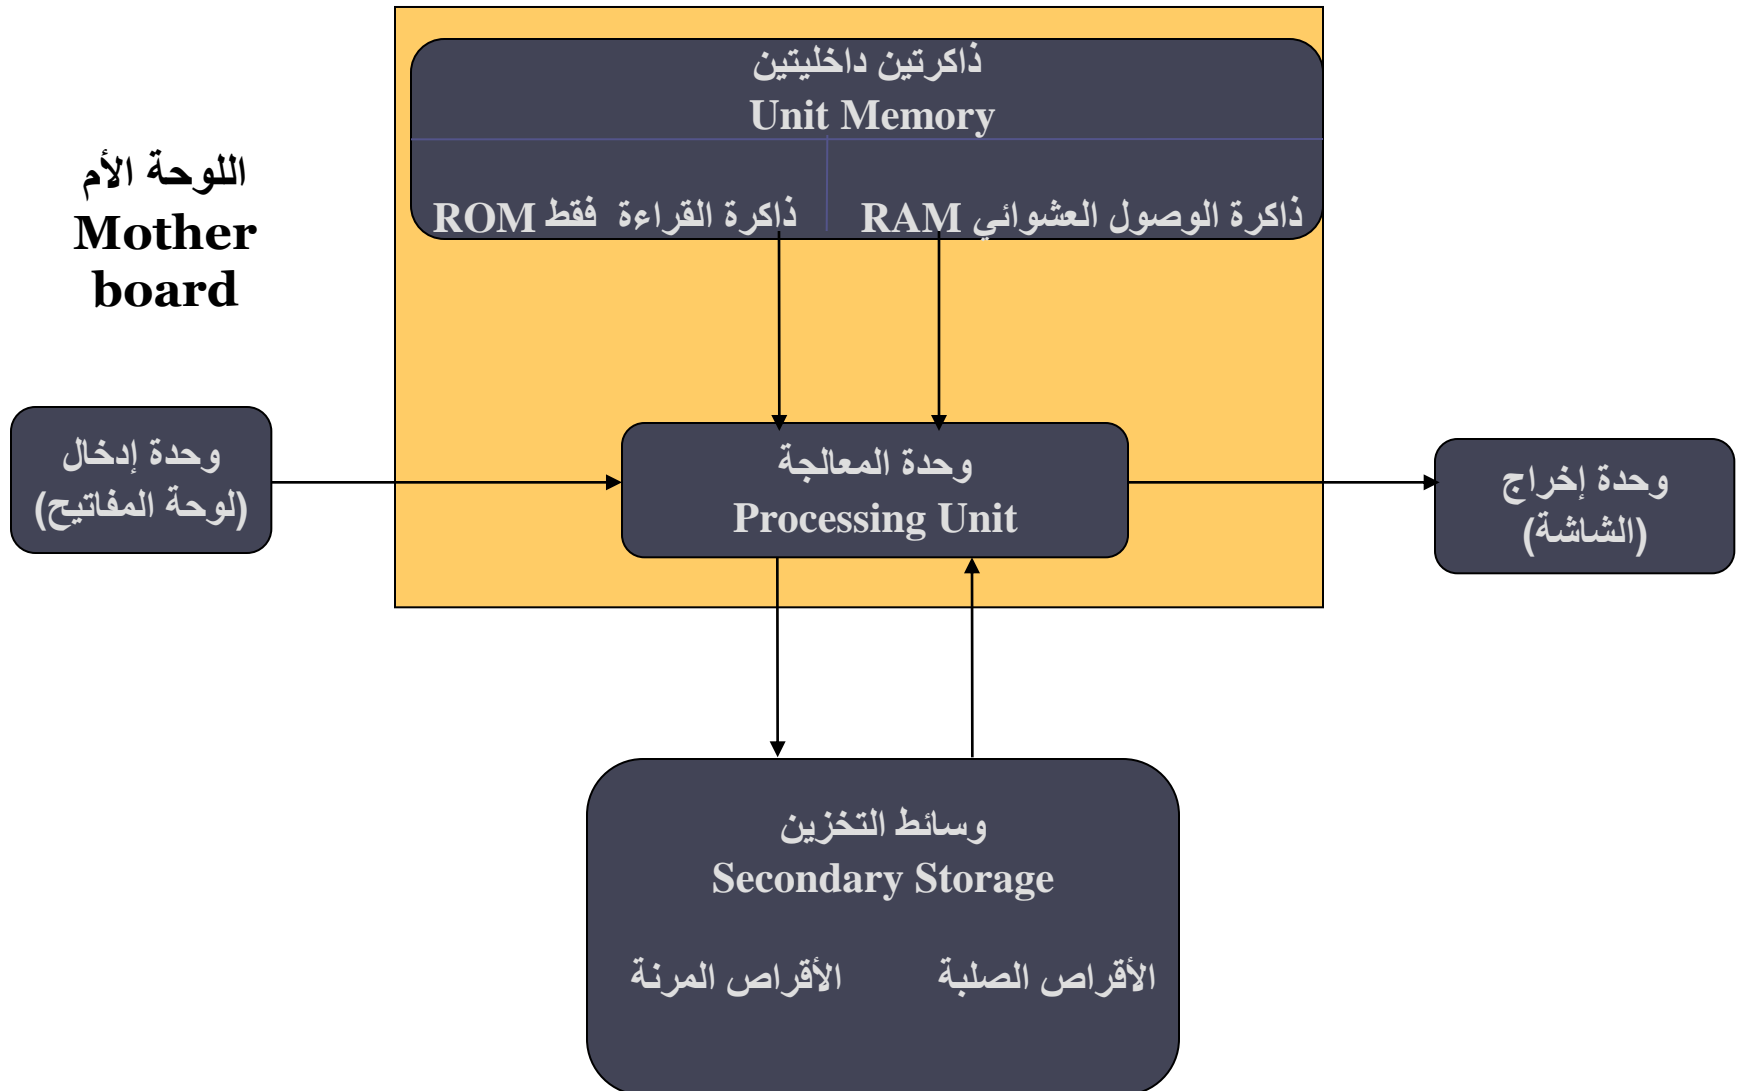 ذاكرتين داخليتين
Unit Memory
ذاكرة الوصول العشوائي RAM
ذاكرة القراءة فقط ROM
اللوحة الأم
Mother
board
وحدة إدخال
(لوحة المفاتيح)
وحدة المعالجة
Processing Unit
وحدة إخراج
(الشاشة)
وسائط التخزين
Secondary Storage
الأقراص الصلبة
الأقراص المرنة